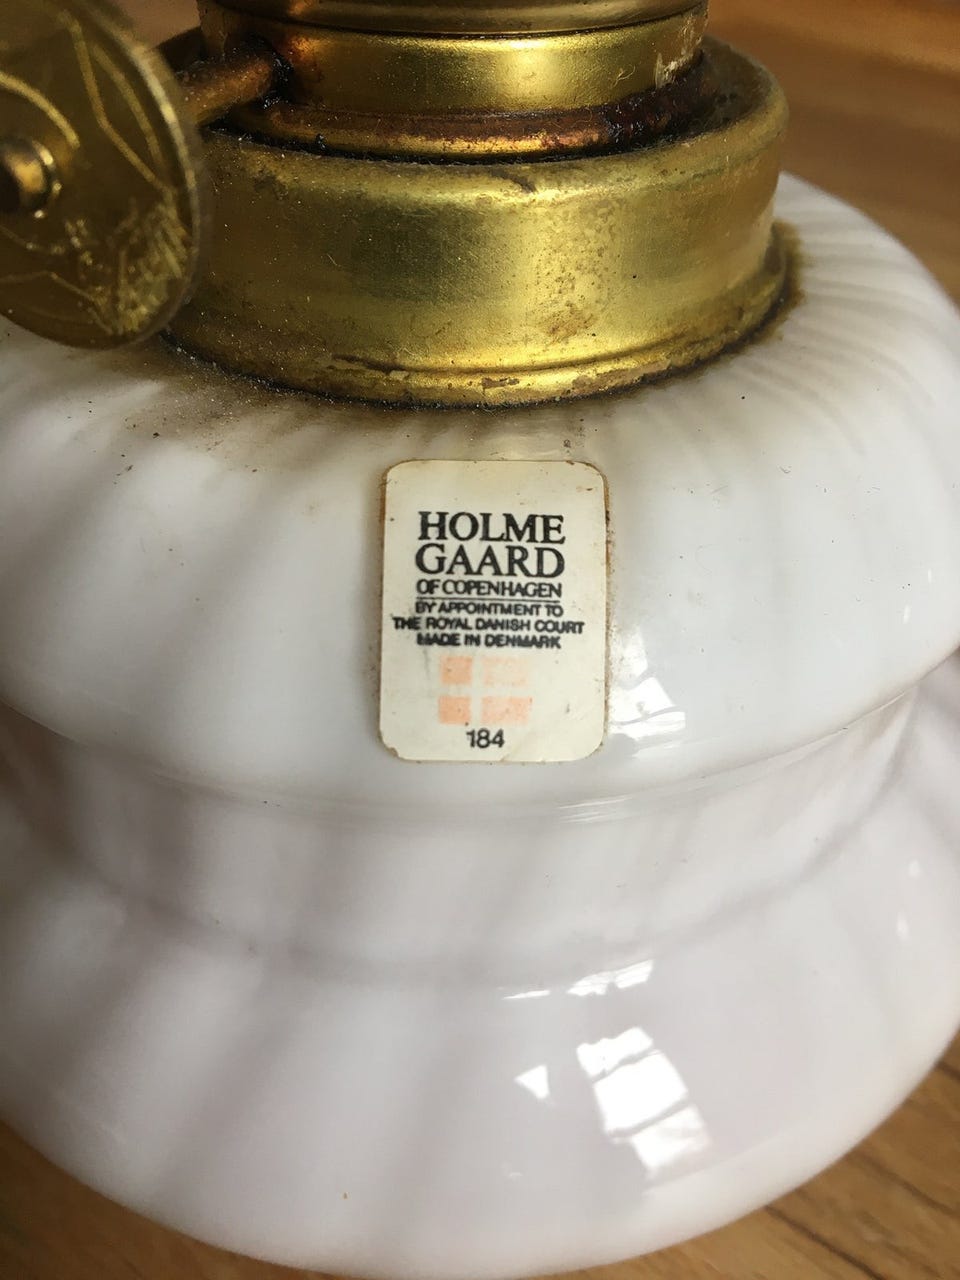 HOLME
GAARD
OF COPENHAGEN
BY APPOINTMENT TO
THE ROYAL DANISH COURT
MADE IN DENMARK
184